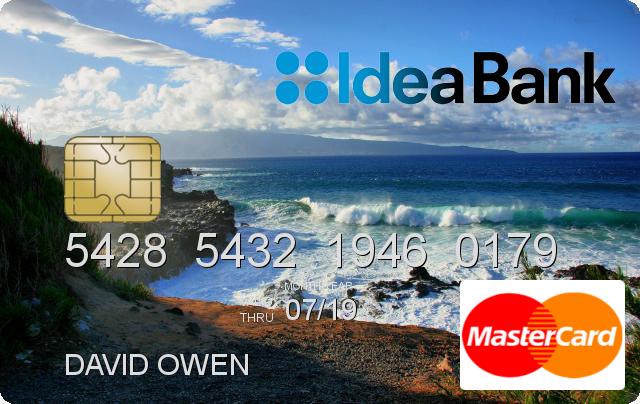 Idea Bank
5428 5432 1946 0179
MONTH/YEAR
THRU 07/19
DAVID OWEN
MasterCard